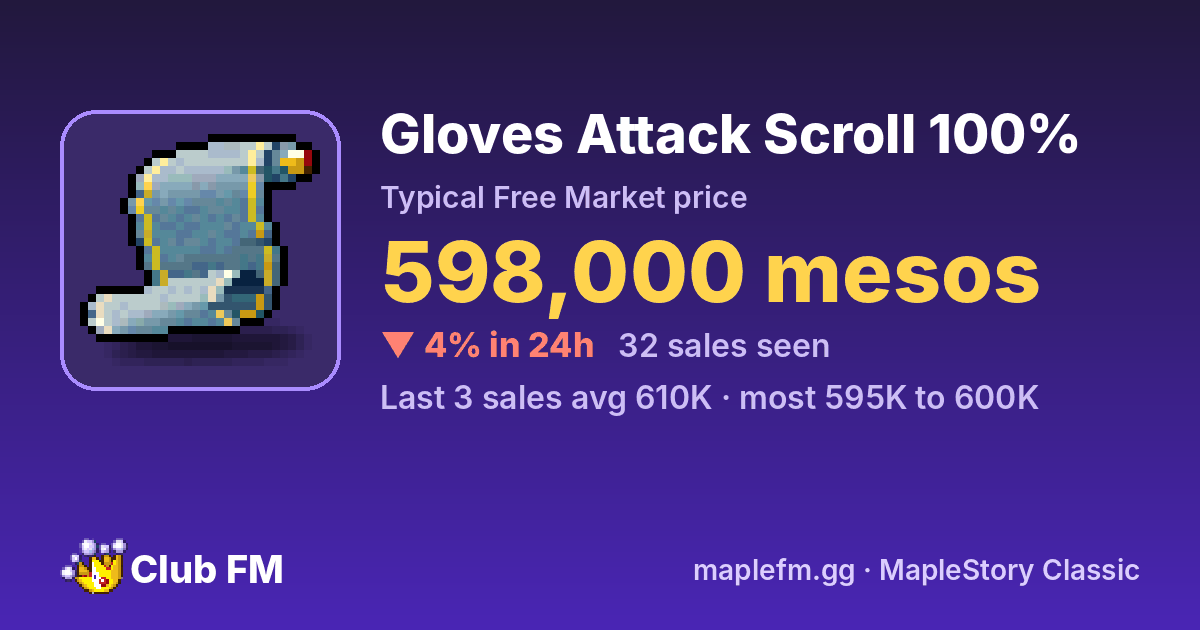 Gloves Attack Scroll 100%
Typical Free Market price
598,000 mesos
▼ 4% in 24h 32 sales seen
Last 3 sales avg 610K · most 595K to 600K
Club FM
maplefm.gg · MapleStory Classic